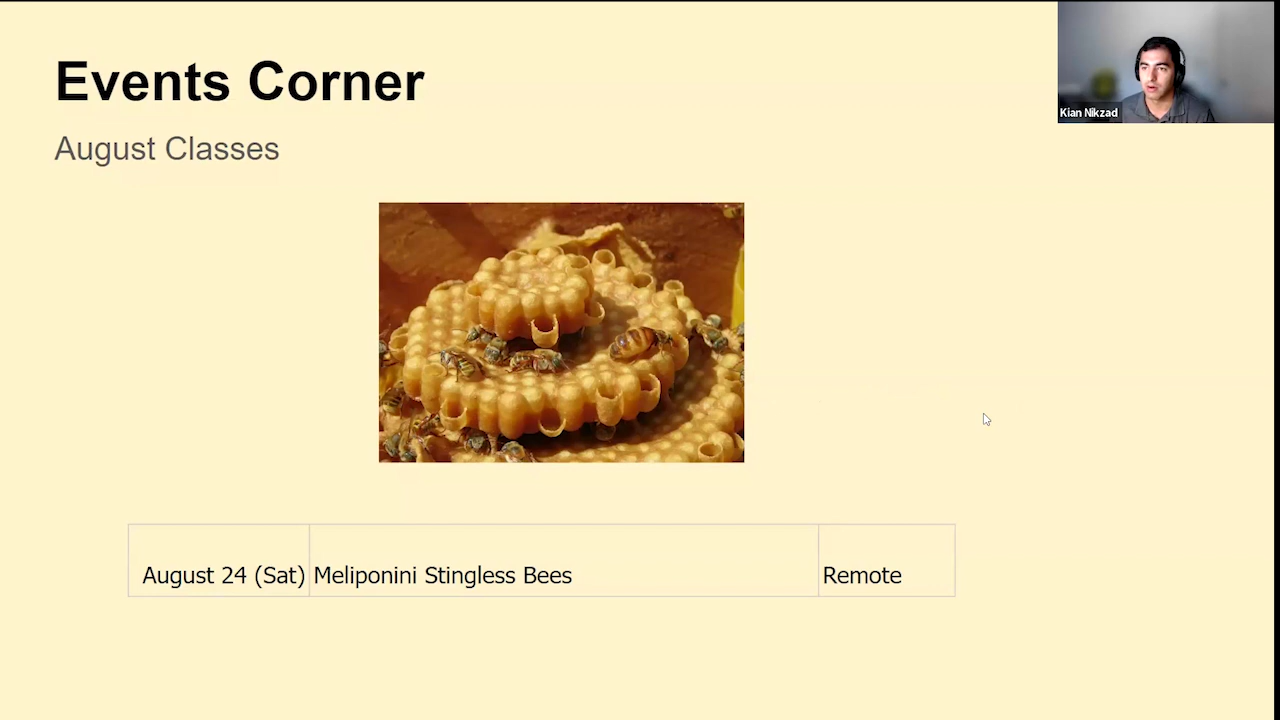 Events Corner
August Classes
Kian Nikzad
August 24 (Sat) Meliponini Stingless Bees Remote